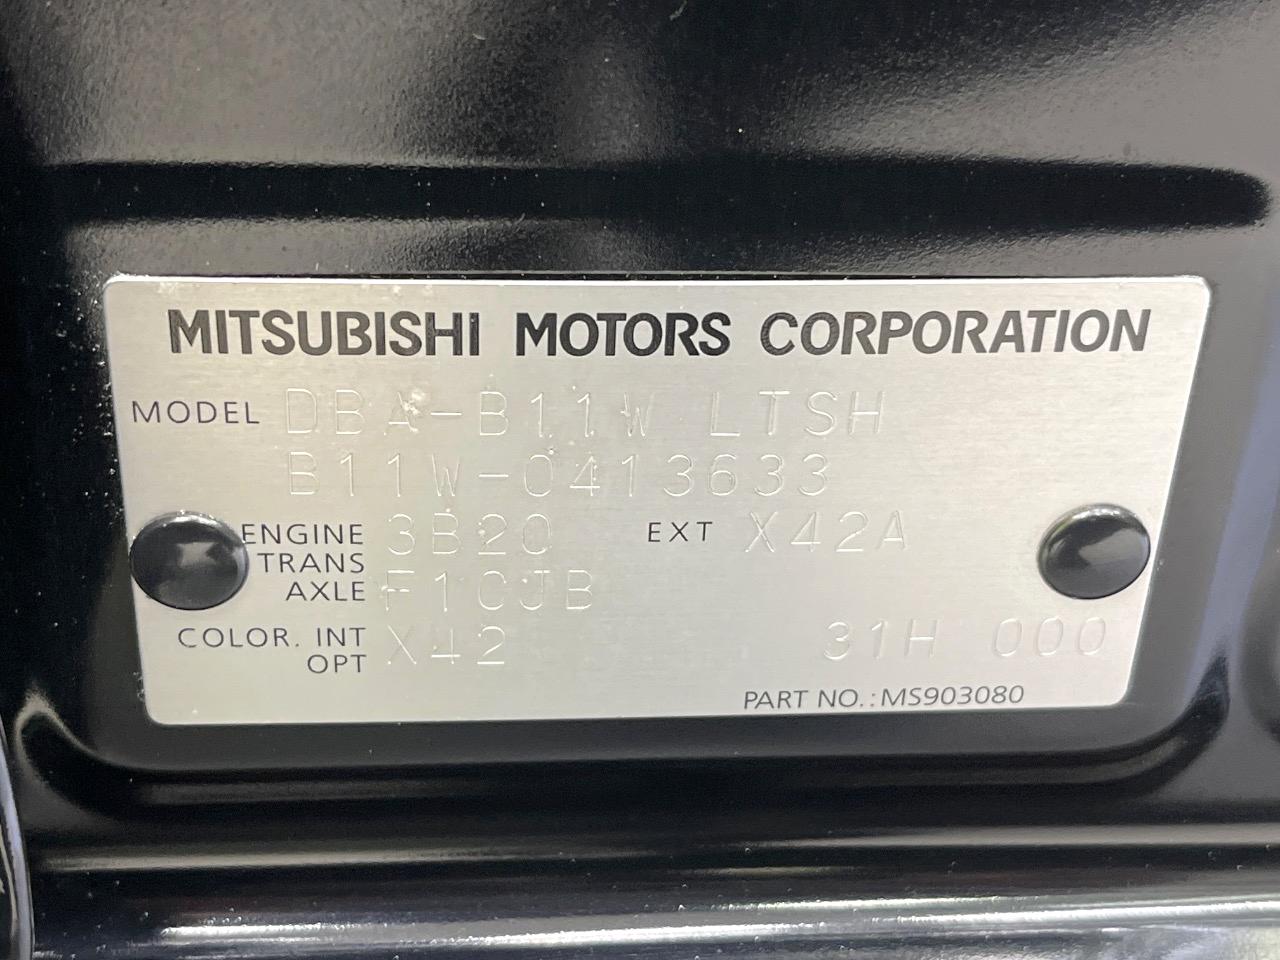 MITSUBISHI MOTORS CORPORATION
MODEL DBA-B11W LTSH
B11W-0413633
ENGINE 3B20 EXT X42A
TRANS
AXLE F1CJB
COLOR. INT X42 31H 000
OPT
PART NO.: MS903080